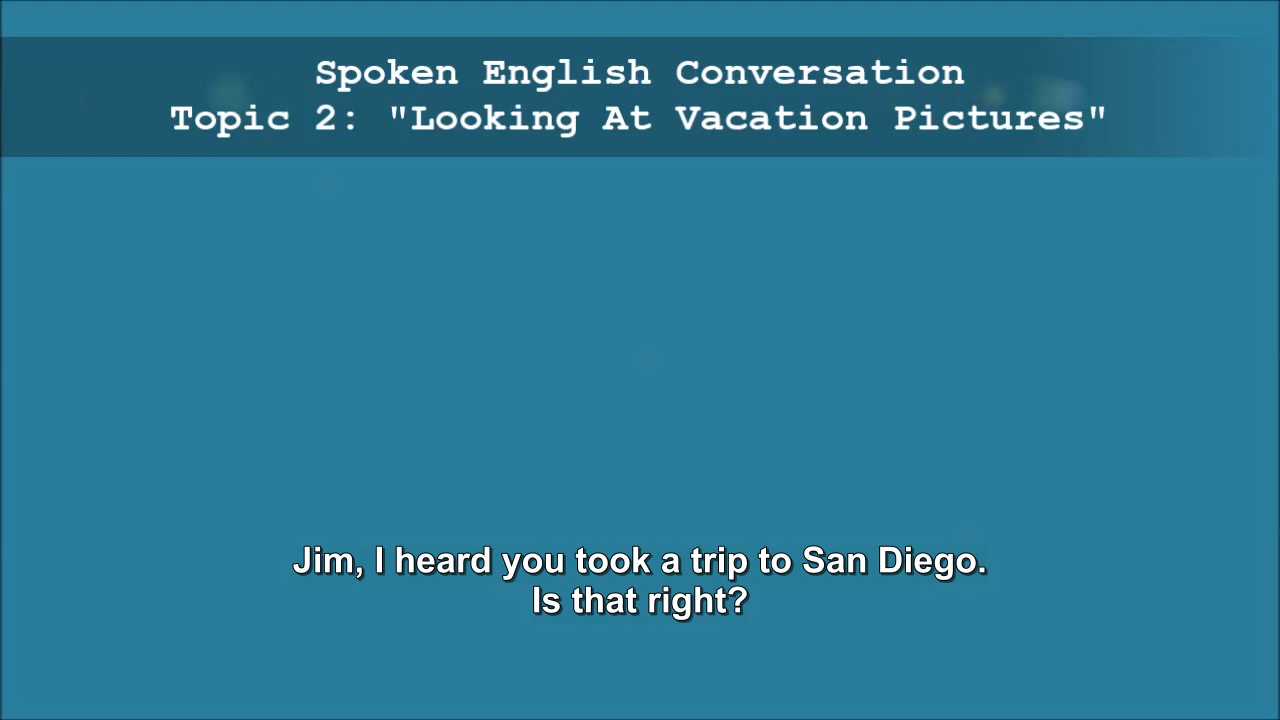 Spoken English Conversation
Topic 2: "Looking At Vacation Pictures"
Jim, I heard you took a trip to San Diego.
Is that right?